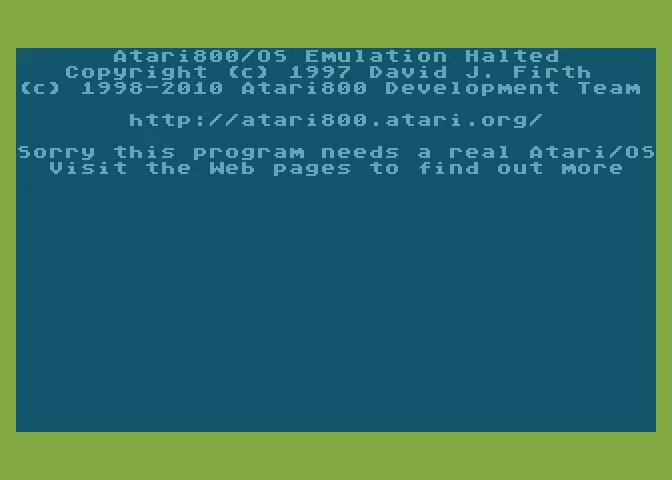 Atari800/OS Emulation Halted
Copyright (c) 1997 David J. Firth
(c) 1998-2010 Atari800 Development Team
http://atari800.atari.org/
Sorry this program needs a real Atari/OS
Visit the Web pages to find out more